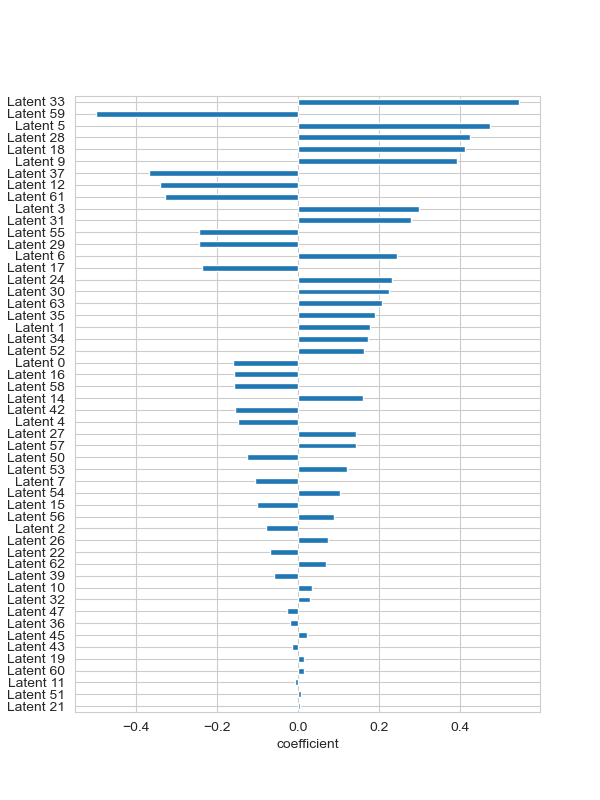 Latent 33
Latent 59
Latent 5
Latent 28
Latent 18
Latent 9
Latent 37
Latent 12
Latent 61
Latent 3
Latent 31
Latent 55
Latent 29
Latent 6
Latent 17
Latent 24
Latent 30
Latent 63
Latent 35
Latent 1
Latent 34
Latent 52
Latent 0
Latent 16
Latent 58
Latent 14
Latent 42
Latent 4
Latent 27
Latent 57
Latent 50
Latent 53
Latent 7
Latent 54
Latent 15
Latent 56
Latent 2
Latent 26
Latent 22
Latent 62
Latent 39
Latent 10
Latent 32
Latent 47
Latent 36
Latent 45
Latent 43
Latent 19
Latent 60
Latent 11
Latent 51
Latent 21
−0.4 −0.2 0.0 0.2 0.4
coefficient